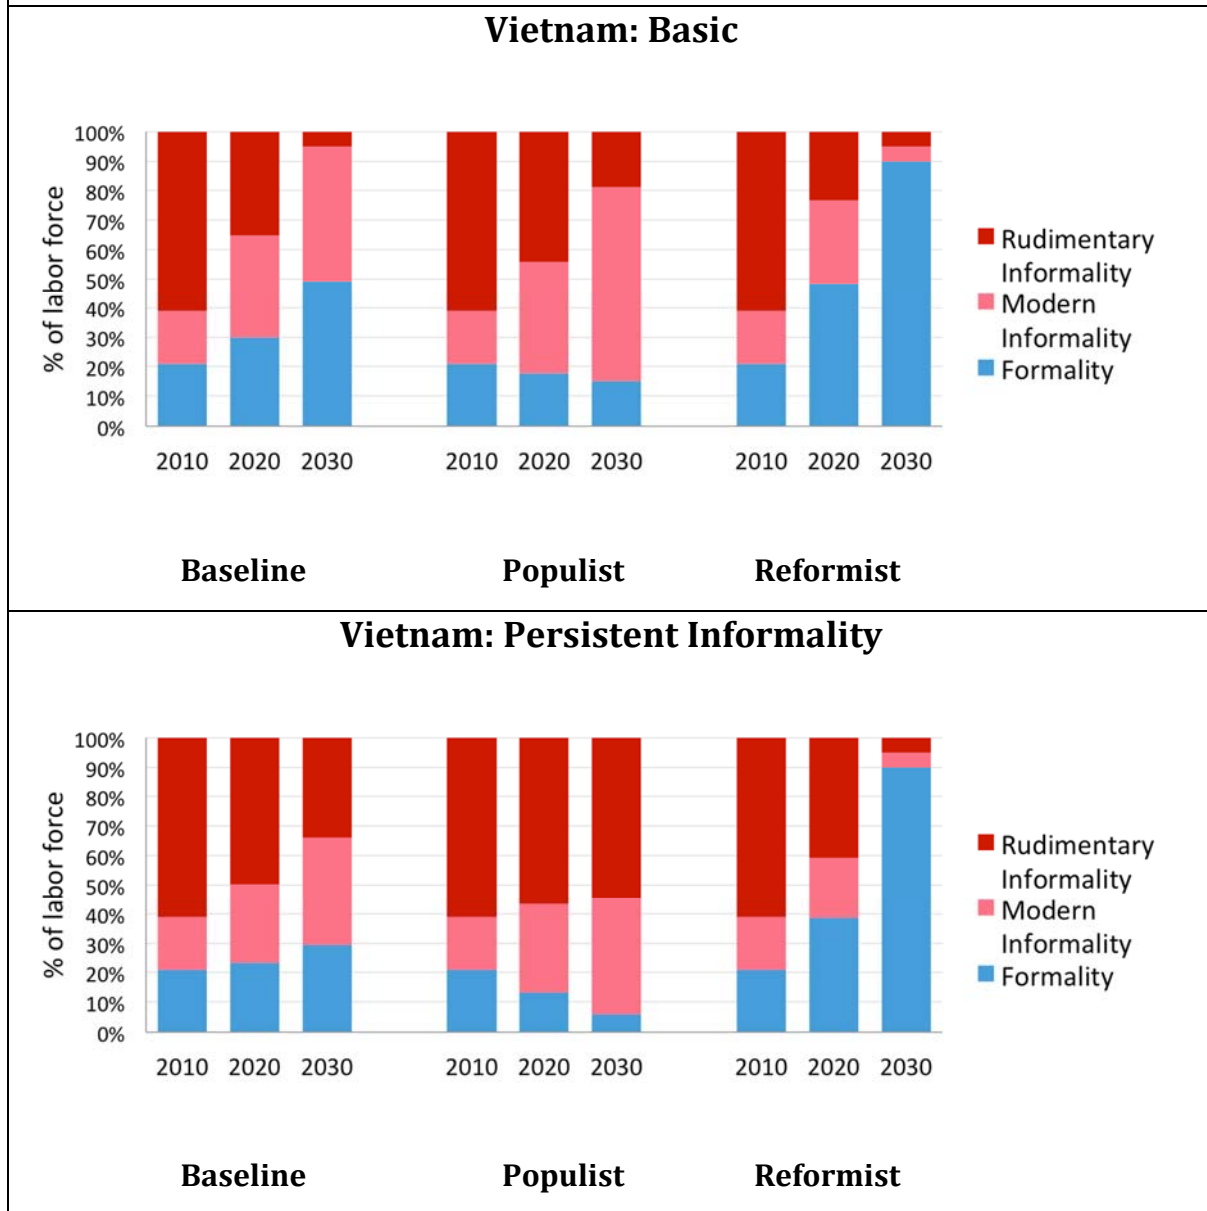 Vietnam: Basic
100%
90%
80%
70%
60%
50%
40%
30%
20%
10%
0%
% of labor force
2010 2020 2030
2010 2020 2030
2010 2020 2030
Rudimentary
Informality
Modern
Informality
Formality
Baseline
Populist
Reformist
Vietnam: Persistent Informality
100%
90%
80%
70%
60%
50%
40%
30%
20%
10%
0%
% of labor force
2010 2020 2030
2010 2020 2030
2010 2020 2030
Rudimentary
Informality
Modern
Informality
Formality
Baseline
Populist
Reformist